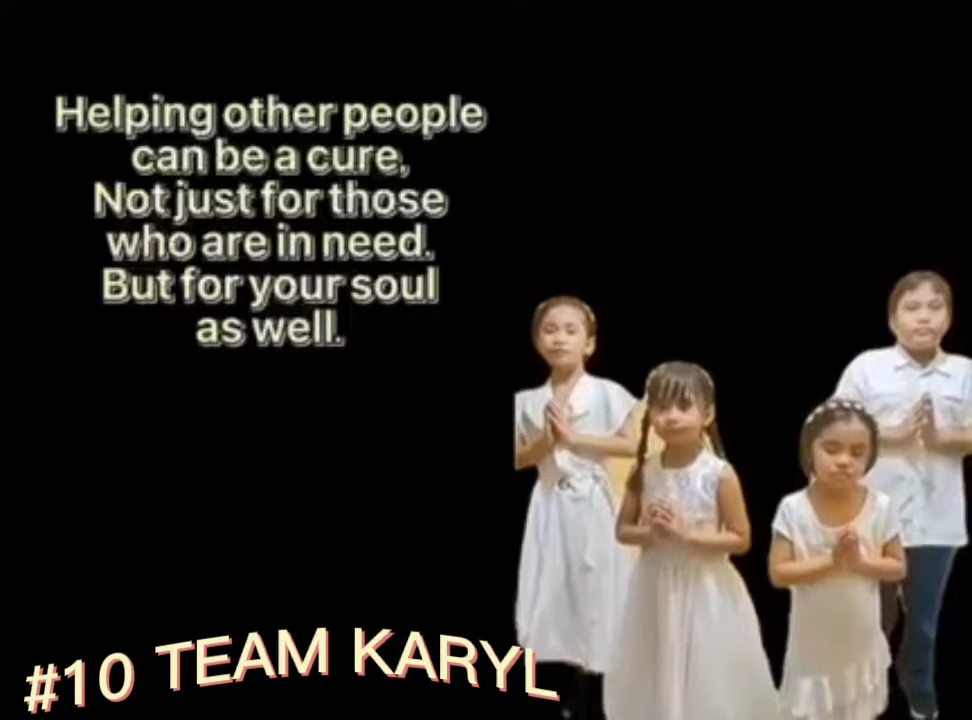 Helping other people
can be a cure,
Not just for those
who are in need.
But for your soul
as well.
#10 TEAM KARYL